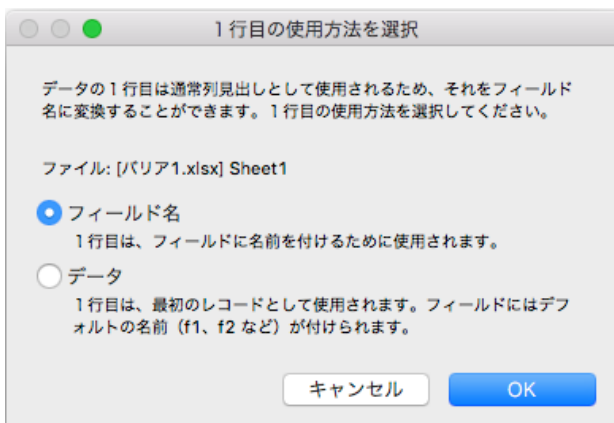 1行目の使用方法を選択
データの1行目は通常列見出しとして使用されるため、それをフィールド
名に変換することができます。1行目の使用方法を選択してください。
ファイル: [バリア1.xlsx] Sheet1
フィールド名
1行目は、フィールドに名前を付けるために使用されます。
データ
1行目は、最初のレコードとして使用されます。フィールドにはデフ
ォルトの名前（f1、f2 など）が付けられます。
キャンセル
OK